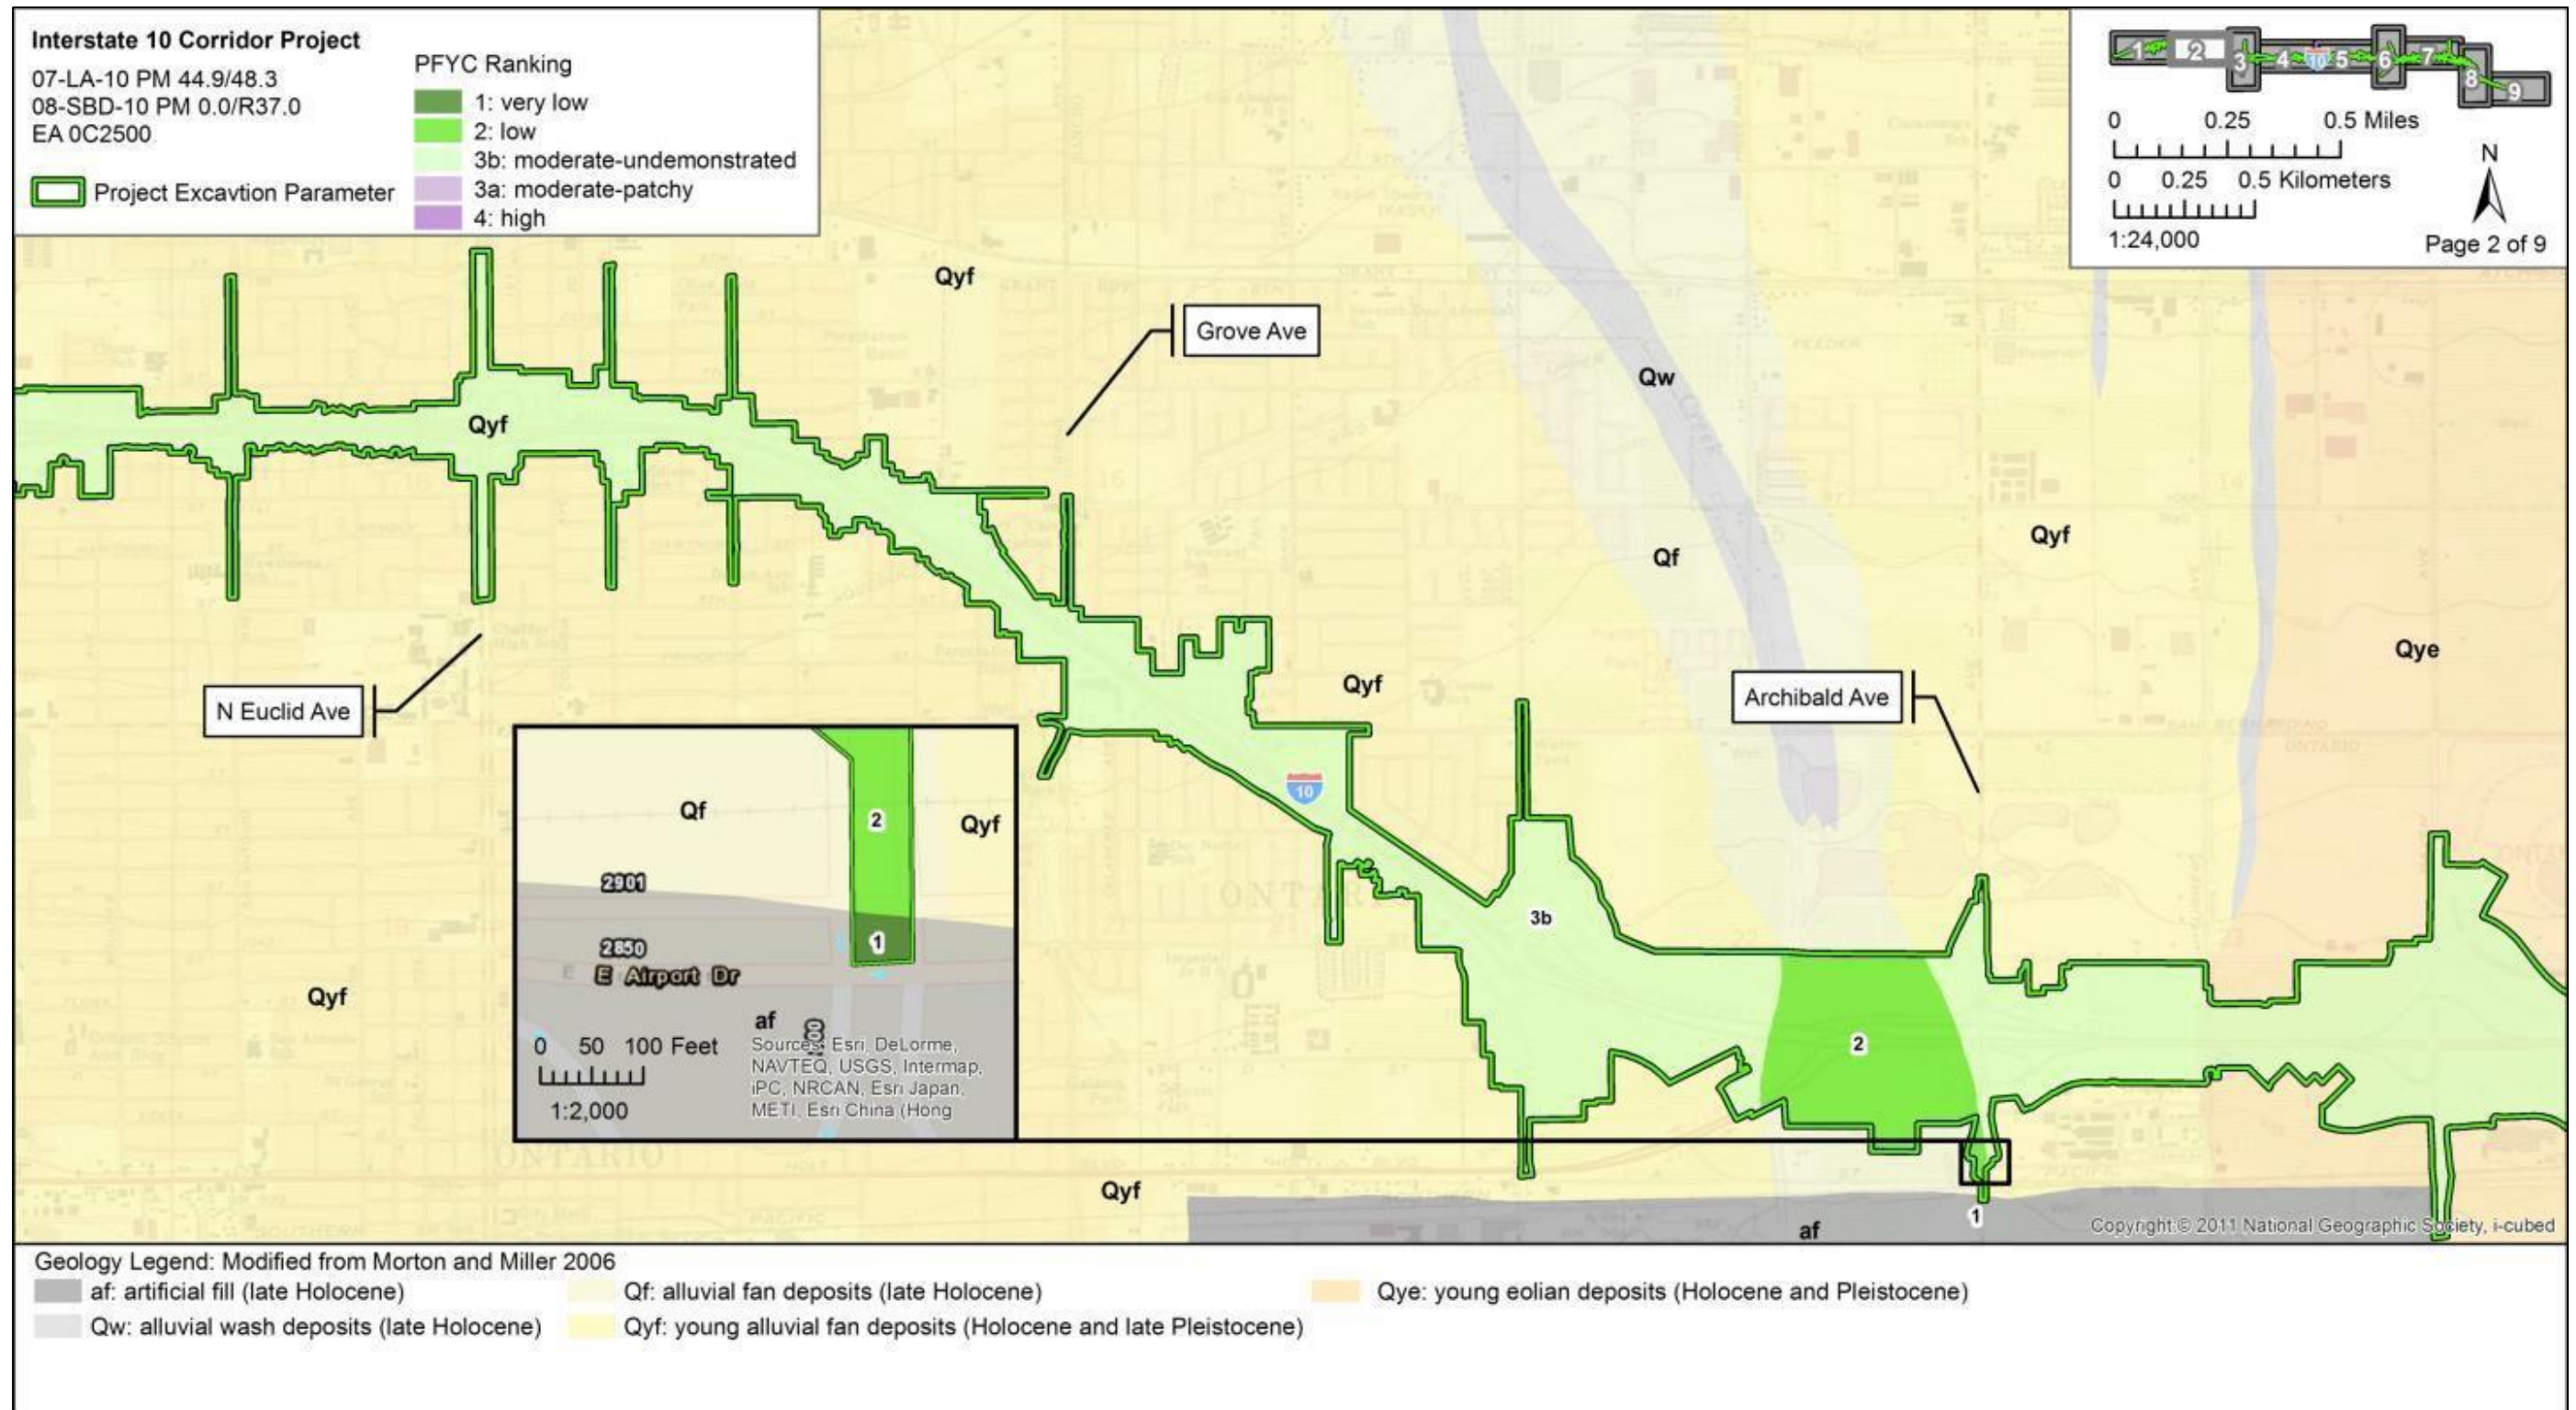 Interstate 10 Corridor Project
07-LA-10 PM 44.9/48.3
08-SBD-10 PM 0.0/R37.0
EA 0C2500
Project Excavtion Parameter
PFYC Ranking
1: very low
2: low
3b: moderate-undemonstrated
3a: moderate-patchy
4: high
1 2 3 4 10 5 6 7 8 9
0 0.25 0.5 Miles
0 0.25 0.5 Kilometers
1:24,000
N
Page 2 of 9
Qyf
Grove Ave
Qw
Creek
Qyf
Qyf
Qf
Qye
Qyf
N Euclid Ave
Archibald Ave
10
ONTARIO
3b
2
1
Qyf
Qyf
ONTARIO
af
Qf
2
Qyf
2901
1
2850
E Airport Dr
af
0 50 100 Feet
1:2,000
Sources: Esri, DeLorme,
NAVTEQ, USGS, Intermap,
iPC, NRCAN, Esri Japan,
METI, Esri China (Hong
Copyright:© 2011 National Geographic Society, i-cubed
Geology Legend: Modified from Morton and Miller 2006
af: artificial fill (late Holocene)
Qw: alluvial wash deposits (late Holocene)
Qf: alluvial fan deposits (late Holocene)
Qyf: young alluvial fan deposits (Holocene and late Pleistocene)
Qye: young eolian deposits (Holocene and Pleistocene)